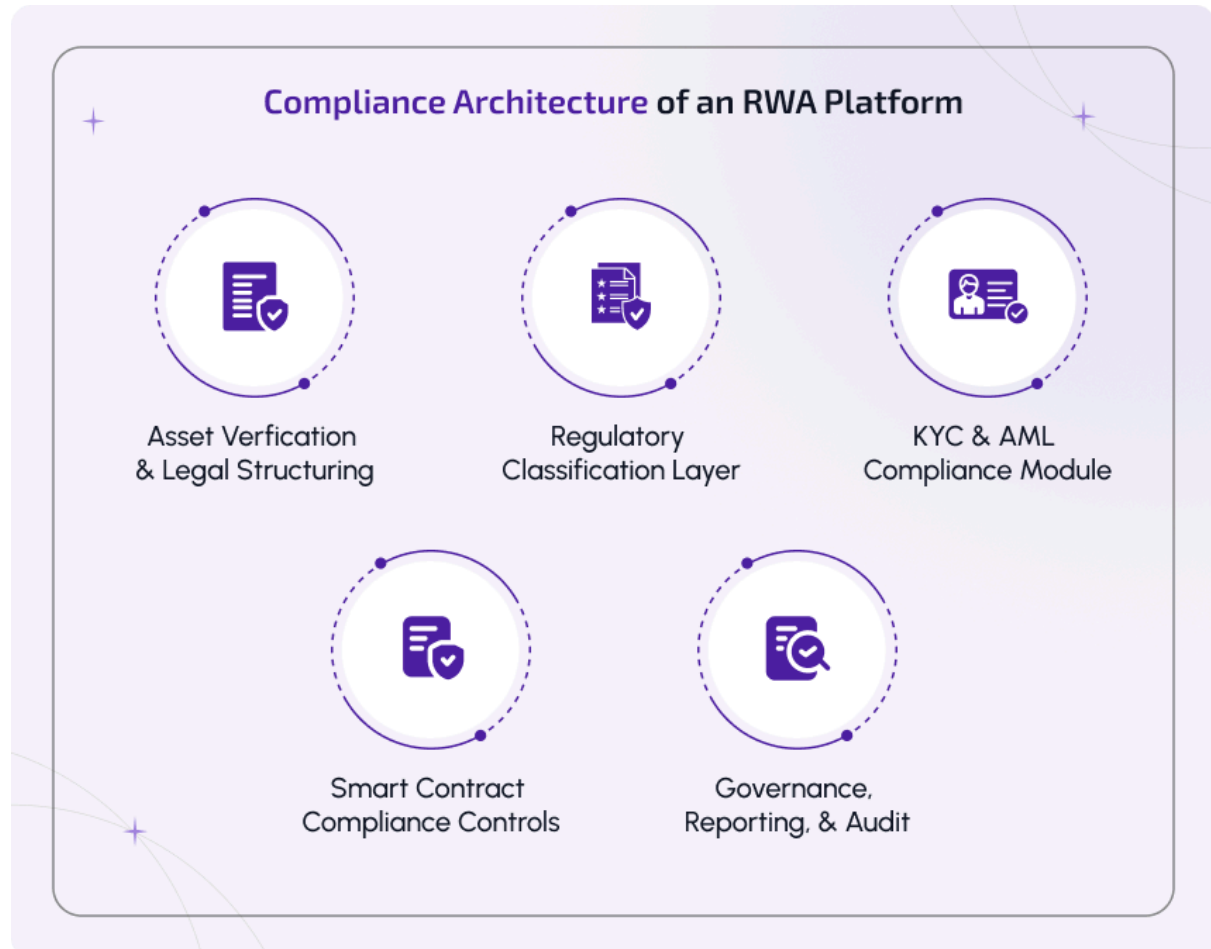 Compliance Architecture of an RWA Platform
Asset Verfication
& Legal Structuring
Regulatory
Classification Layer
KYC & AML
Compliance Module
Smart Contract
Compliance Controls
Governance,
Reporting, & Audit